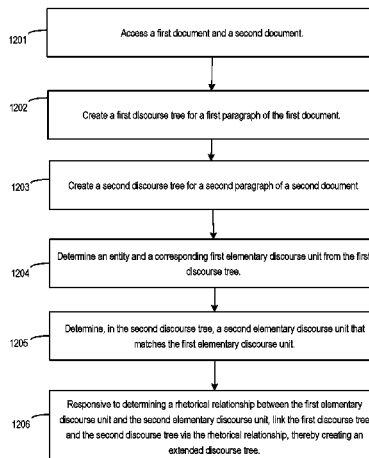 1201
Access a first document and a second document.
1202
Create a first discourse tree for a first paragraph of the first document.
1203
Create a second discourse tree for a second paragraph of a second document
1204
Determine an entity and a corresponding first elementary discourse unit from the first
discourse tree.
1205
Determine, in the second discourse tree, a second elementary discourse unit that
matches the first elementary discourse unit.
1206
Responsive to determining a rhetorical relationship between the first elementary
discourse unit and the second elementary discourse unit, link the first discourse tree
and the second discourse tree via the rhetorical relationship, thereby creating an
extended discourse tree.